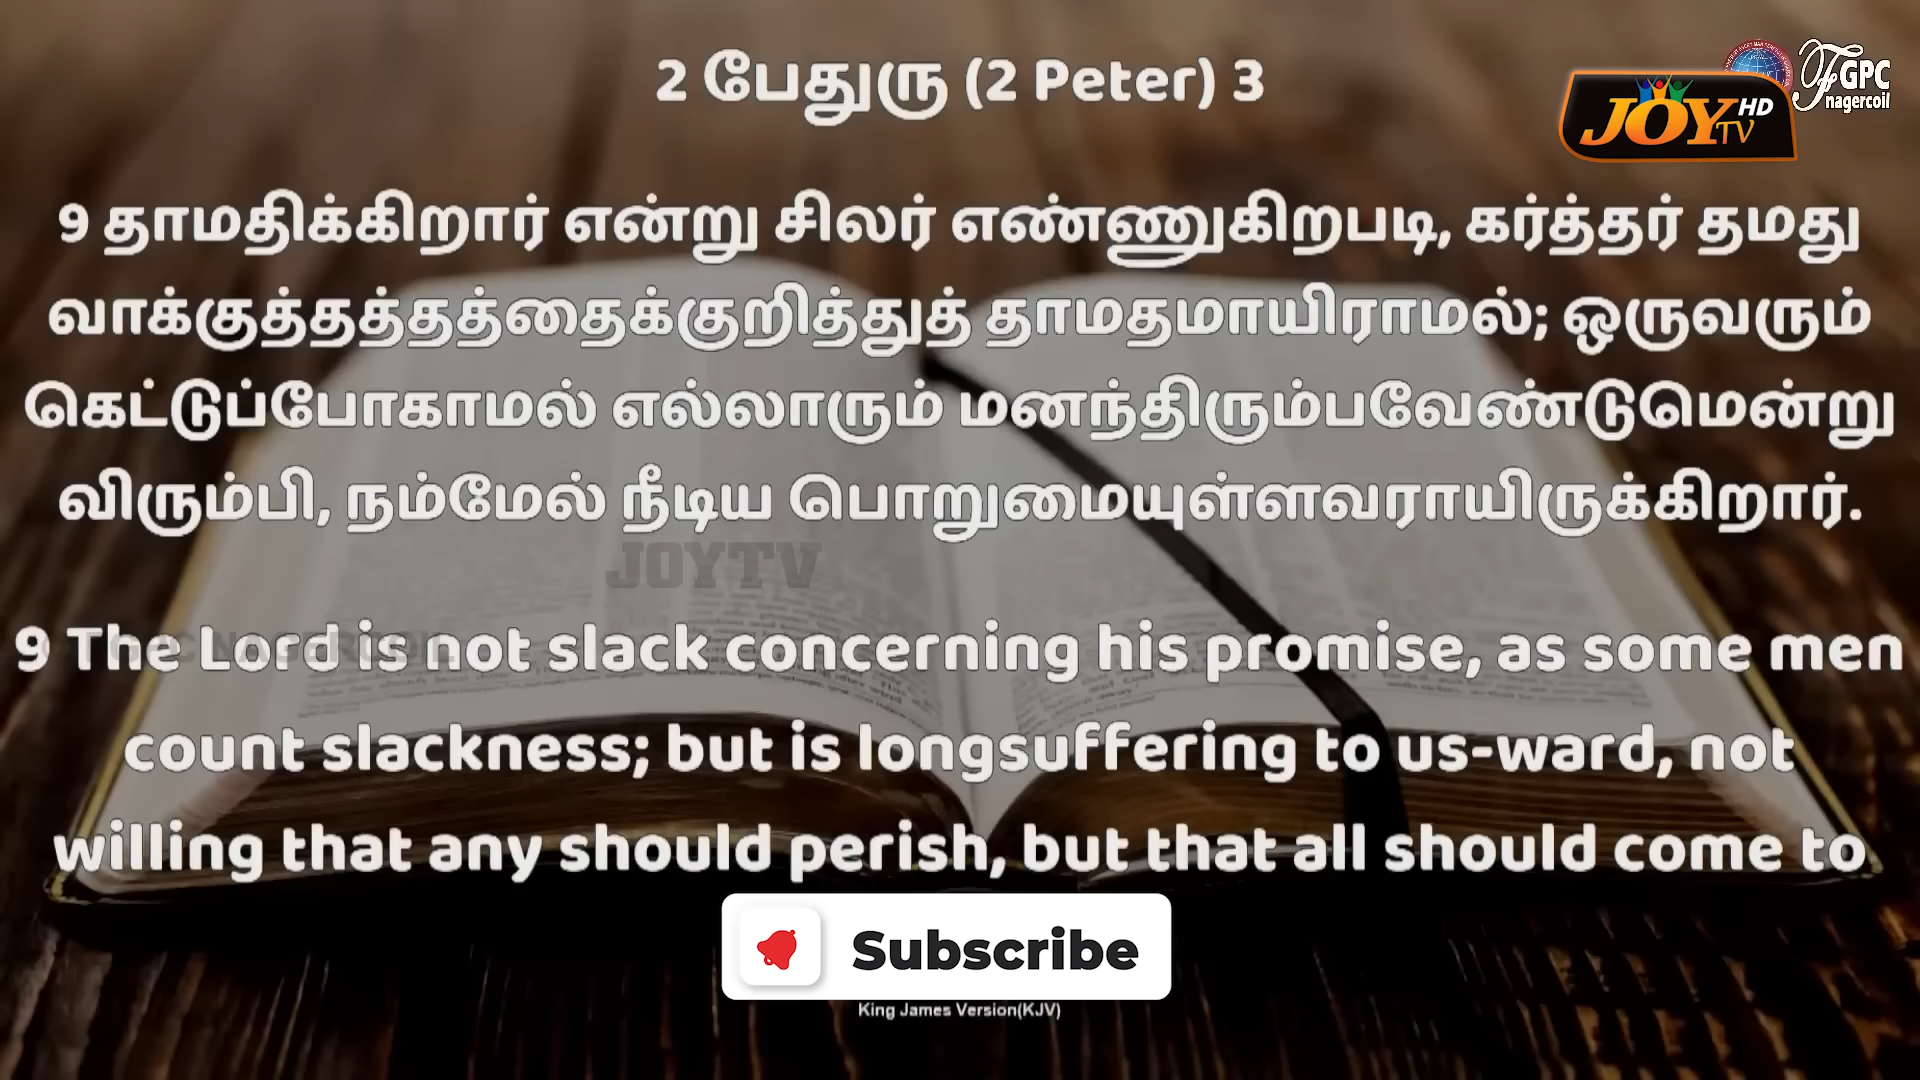 2 பேதுரு (2 Peter) 3
FGPC
nagercoil
JOY TV HD
9 தாமதிக்கிறார் என்று சிலர் எண்ணுகிறபடி, கர்த்தர் தமது
வாக்குத்தத்தத்தைக்குறித்துத் தாமதமாயிராமல்; ஒருவரும்
கெட்டுப்போகாமல் எல்லாரும் மனந்திரும்பவேண்டுமென்று
விரும்பி, நம்மேல் நீடிய பொறுமையுள்ளவராயிருக்கிறார்.
JOYTV
FGPC NAGERCOIL
9 The Lord is not slack concerning his promise, as some men
count slackness; but is longsuffering to us-ward, not
willing that any should perish, but that all should come to
Subscribe
King James Version(KJV)